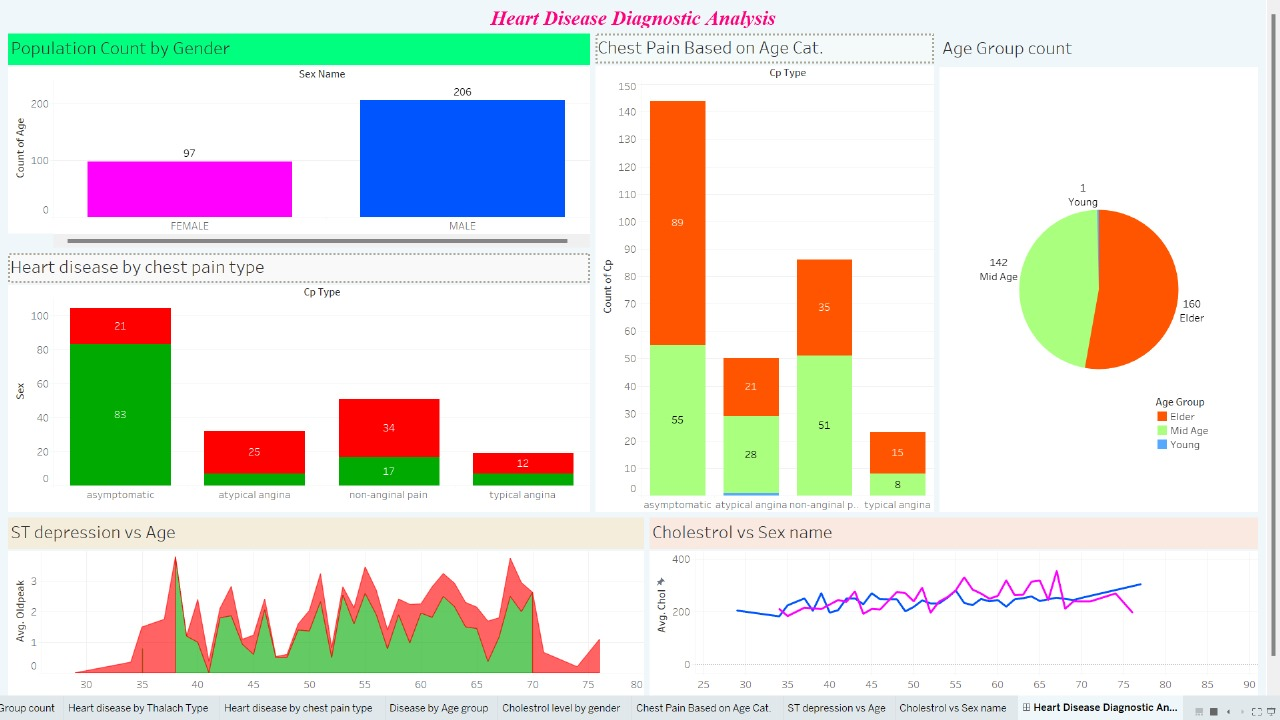 Heart Disease Diagnostic Analysis
Population Count by Gender
Sex Name
Count of Age
200
100
0
97
206
FEMALE
MALE
Heart disease by chest pain type
Cp Type
Sex
100
80
60
40
20
0
21
83
25
34
17
12
asymptomatic
atypical angina
non-anginal pain
typical angina
Chest Pain Based on Age Cat.
Cp Type
Count of Cp
150
140
130
120
110
100
90
80
70
60
50
40
30
20
10
0
89
55
21
28
35
51
15
8
asymptomatic
atypical angina
non-anginal p..
typical angina
Age Group count
1
Young
142
Mid Age
160
Elder
Age Group
Elder
Mid Age
Young
ST depression vs Age
Avg. Oldpeak
3
2
1
0
30 35 40 45 50 55 60 65 70 75 80
Cholestrol vs Sex name
Avg. Chol
400
200
0
25 30 35 40 45 50 55 60 65 70 75 80 85 90
Group count
Heart disease by Thalach Type
Heart disease by chest pain type
Disease by Age group
Cholestrol level by gender
Chest Pain Based on Age Cat.
ST depression vs Age
Cholestrol vs Sex name
Heart Disease Diagnostic An...